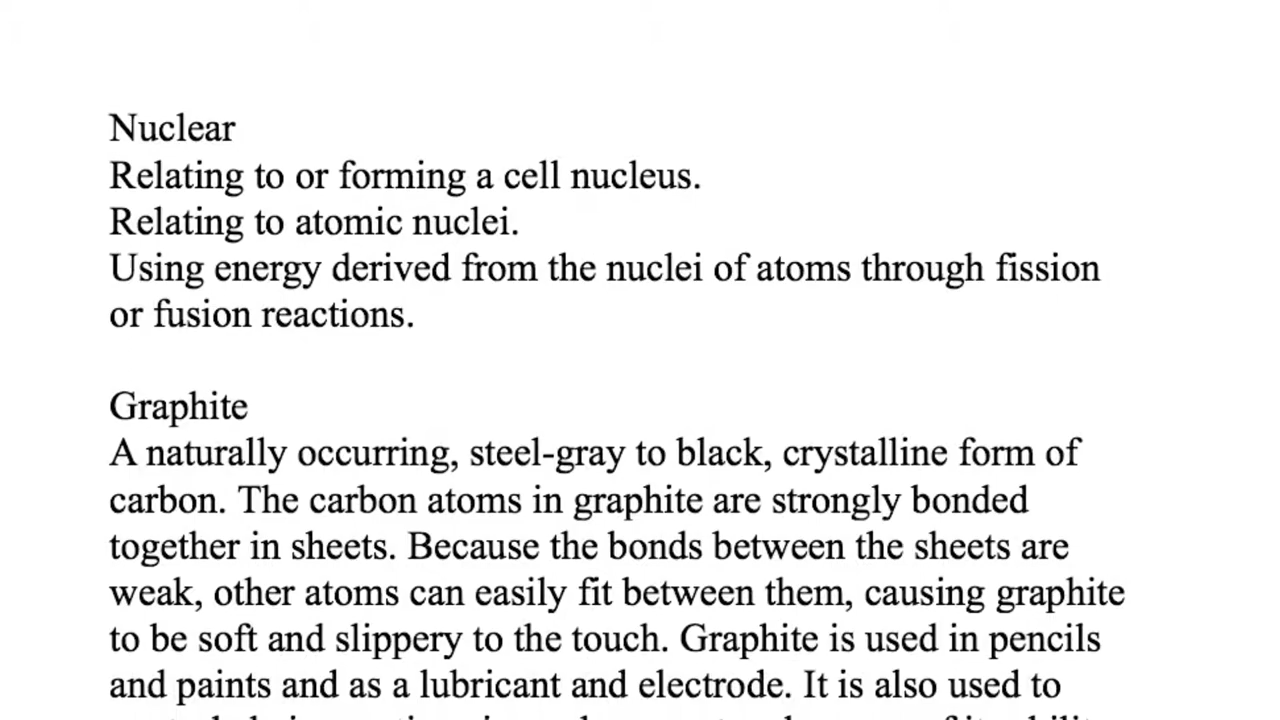 Nuclear
Relating to or forming a cell nucleus.
Relating to atomic nuclei.
Using energy derived from the nuclei of atoms through fission
or fusion reactions.
Graphite
A naturally occurring, steel-gray to black, crystalline form of
carbon. The carbon atoms in graphite are strongly bonded
together in sheets. Because the bonds between the sheets are
weak, other atoms can easily fit between them, causing graphite
to be soft and slippery to the touch. Graphite is used in pencils
and paints and as a lubricant and electrode. It is also used to